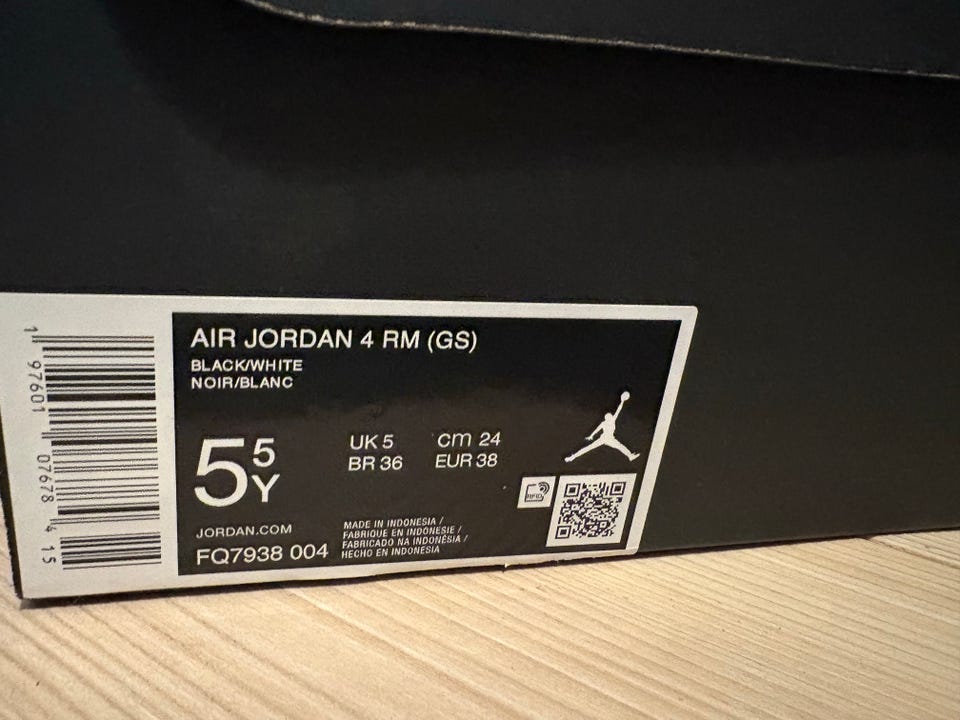 AIR JORDAN 4 RM (GS)
BLACK/WHITE
NOIR/BLANC
5 5 Y
UK 5 cm 24
BR 36 EUR 38
RFID
JORDAN.COM
FQ7938 004
MADE IN INDONESIA /
FABRIQUE EN INDONESIE /
FABRICADO NA INDONÉSIA /
HECHO EN INDONESIA
1 97601 07678 4 15